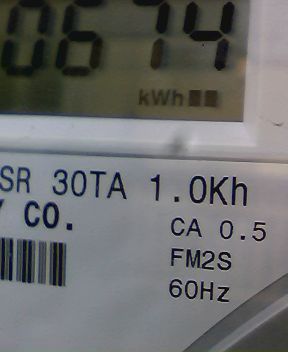 0674
kWh
SR 30TA 1.0Kh
Y CO.
CA 0.5
FM2S
60Hz